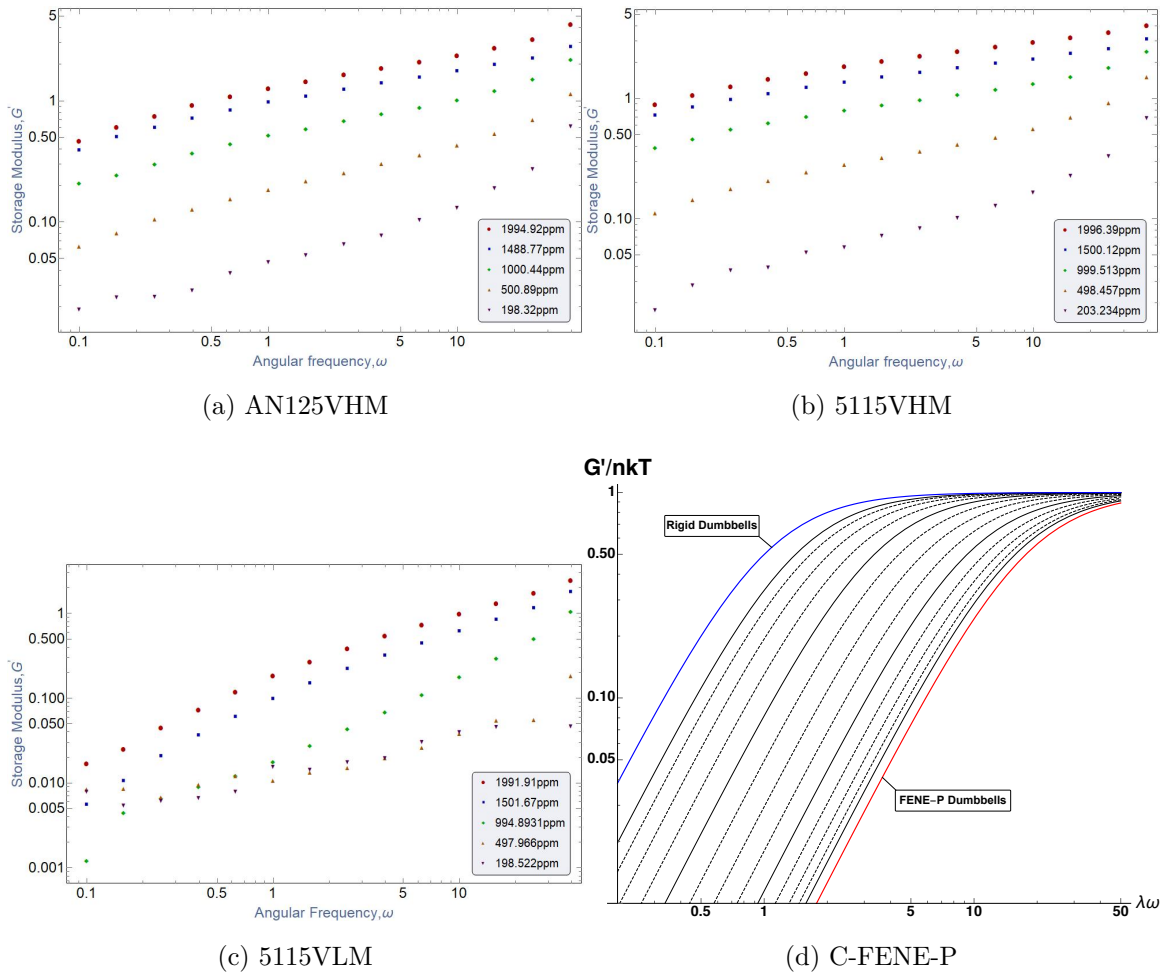 5
1
0.50
0.10
0.05
Storage Modulus,G'
0.1
0.5
1
5
10
Angular frequency,ω
1994.92ppm
1488.77ppm
1000.44ppm
500.89ppm
198.32ppm
(a) AN125VHM
5
1
0.50
0.10
0.05
Storage Modulus,G'
0.1
0.5
1
5
10
Angular frequency,ω
1996.39ppm
1500.12ppm
999.513ppm
498.457ppm
203.234ppm
(b) 5115VHM
1
0.500
0.100
0.050
0.010
0.005
0.001
Storage Modulus,G'
0.1
0.5
1
5
10
Angular Frequency,ω
1991.91ppm
1501.67ppm
994.8931ppm
497.966ppm
198.522ppm
(c) 5115VLM
G'/nkT
1
0.50
0.10
0.05
Rigid Dumbbells
FENE–P Dumbbells
0.5
1
5
10
50
λω
(d) C-FENE-P